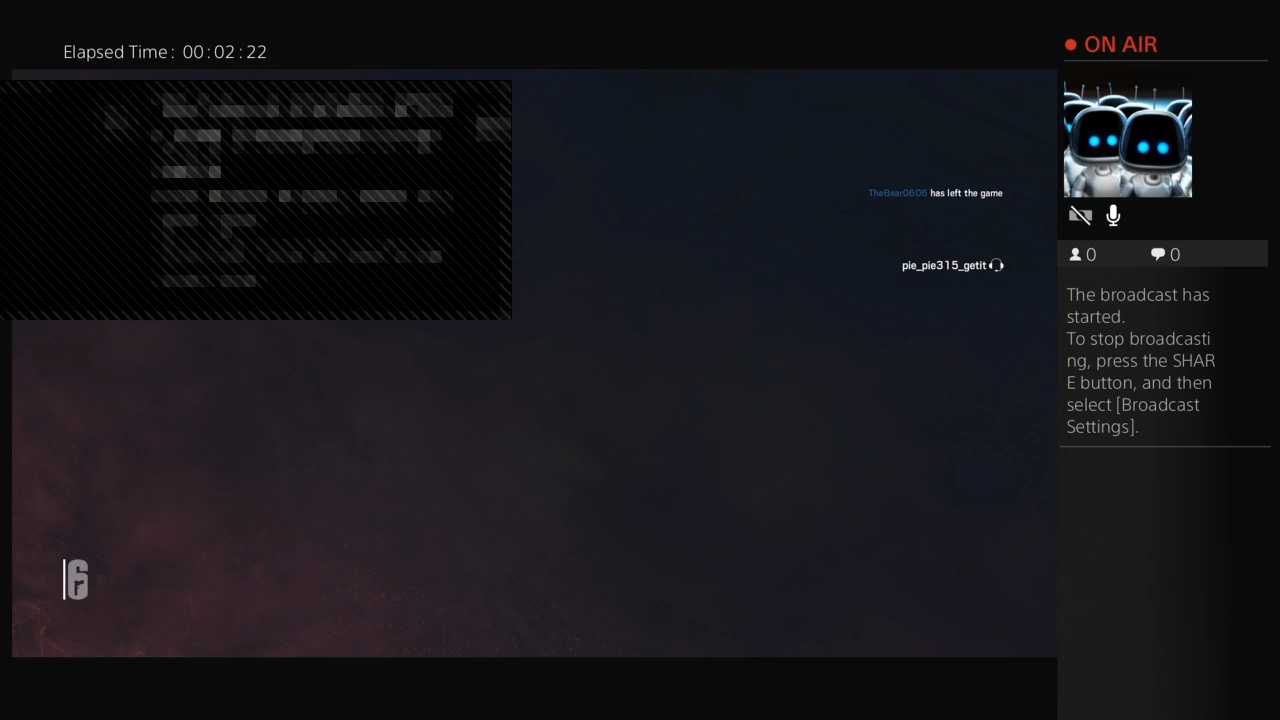 Elapsed Time: 00:02:22
ON AIR
TheBear0606 has left the game
pie_pie315_getit
0
0
The broadcast has
started.
To stop broadcasti
ng, press the SHAR
E button, and then
select [Broadcast
Settings].
6